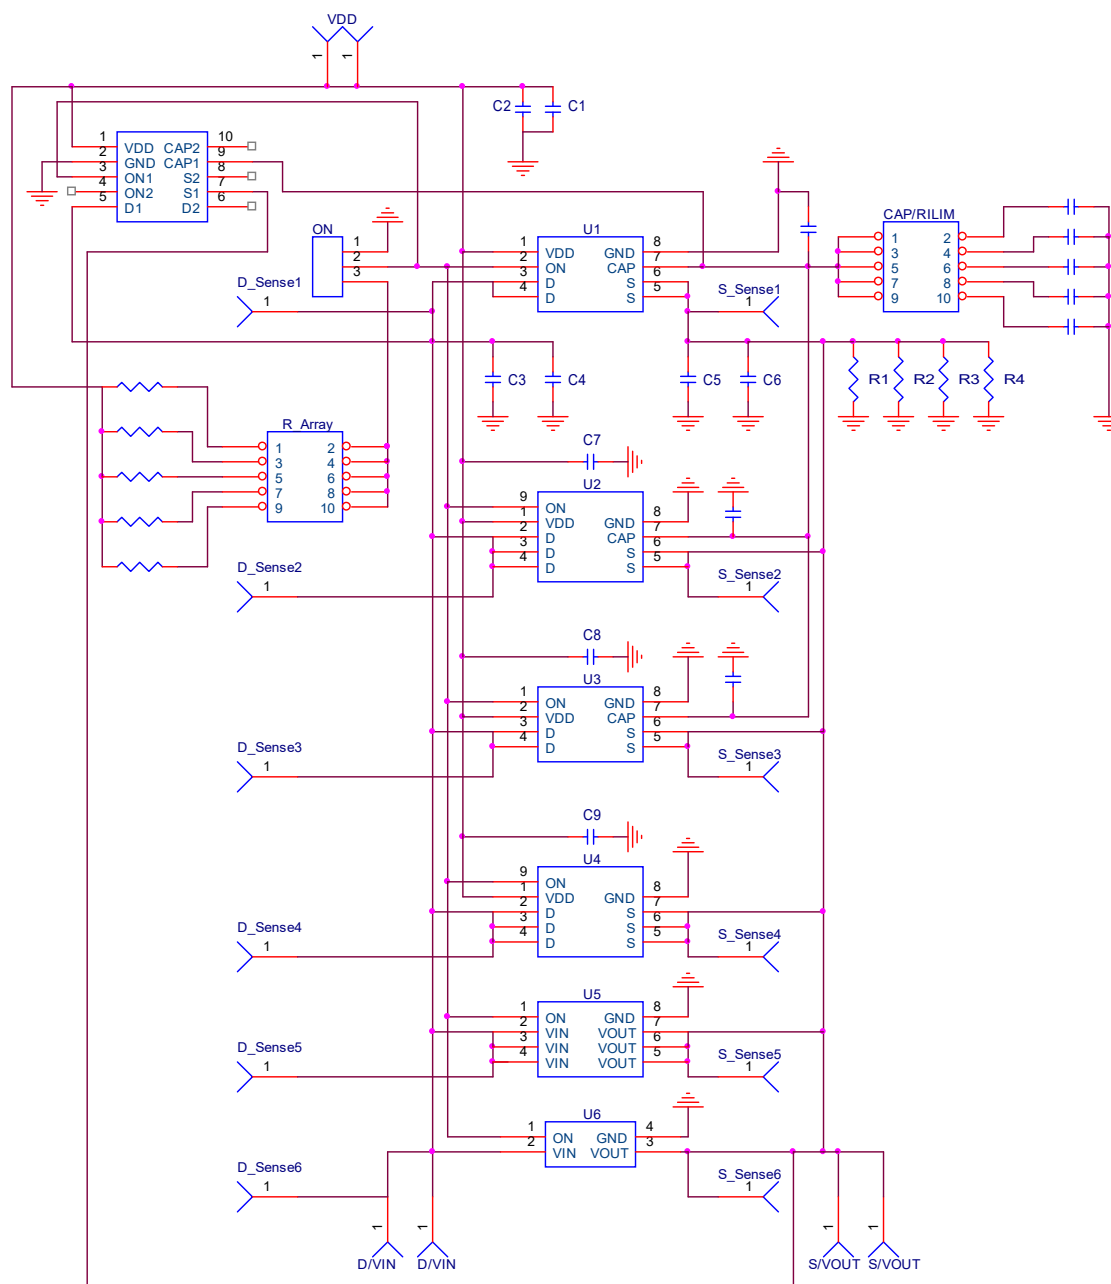 VDD
1 1
C2 C1
1 VDD CAP2 10
2 GND CAP1 9
3 ON1 S2 8
4 ON2 S1 7
5 D1 D2 6
ON
1
2
3
U1
1 VDD GND 8
2 ON CAP 7
3 D S 6
4 D S 5
CAP/RILIM
1 2
3 4
5 6
7 8
9 10
D_Sense1
1
S_Sense1
1
C3 C4 C5 C6
R1 R2 R3 R4
R_Array
1 2
3 4
5 6
7 8
9 10
C7
U2
9 ON
1 VDD GND 8
2 D CAP 7
3 D S 6
4 D S 5
D_Sense2
1
S_Sense2
1
C8
U3
1 ON GND 8
2 VDD CAP 7
3 D S 6
4 D S 5
D_Sense3
1
S_Sense3
1
C9
U4
9 ON
1 VDD GND 8
2 D S 7
3 D S 6
4 D S 5
D_Sense4
1
S_Sense4
1
U5
1 ON GND 8
2 VIN VOUT 7
3 VIN VOUT 6
4 VIN VOUT 5
D_Sense5
1
S_Sense5
1
U6
1 ON GND 4
2 VIN VOUT 3
D_Sense6
1
S_Sense6
1
1 1 1 1
D/VIN D/VIN S/VOUT S/VOUT